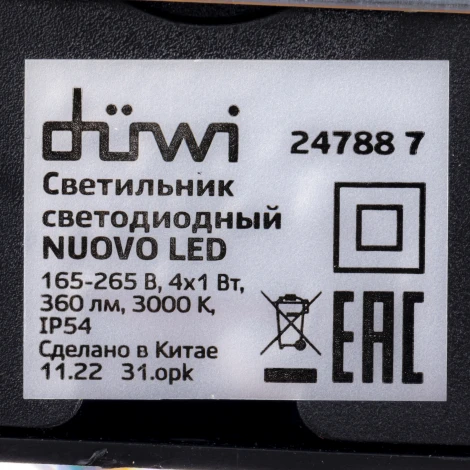 düwi
24788 7
Светильник
светодиодный
NUOVO LED
165-265 В, 4x1 Вт,
360 лм, 3000 К,
IP54
Сделано в Китае
11.22 31.opk
EAC